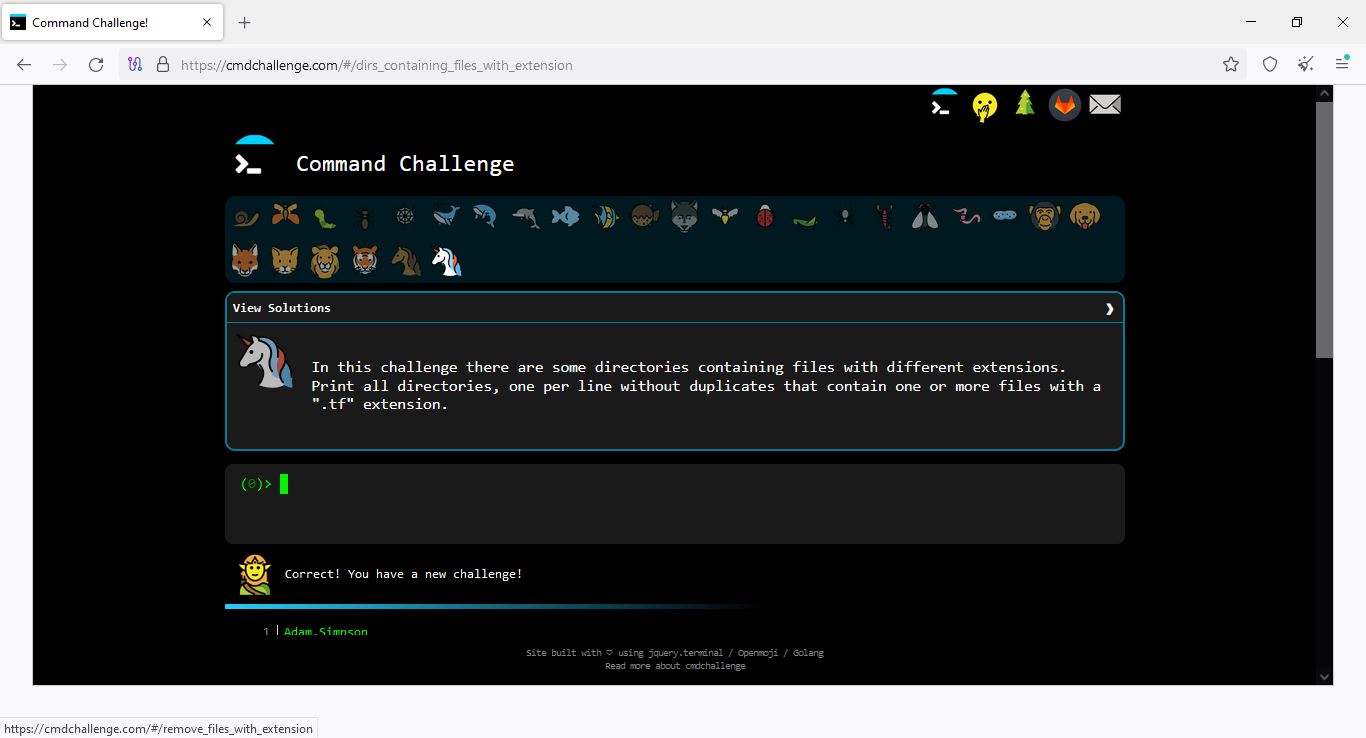 Command Challenge!
https://cmdchallenge.com/#/dirs_containing_files_with_extension
Command Challenge
View Solutions
In this challenge there are some directories containing files with different extensions.
Print all directories, one per line without duplicates that contain one or more files with a
".tf" extension.
(0)>
Correct! You have a new challenge!
1 | Adam.Simpson
Site built with ♡ using jquery.terminal / Openmoji / Golang
Read more about cmdchallenge
https://cmdchallenge.com/#/remove_files_with_extension